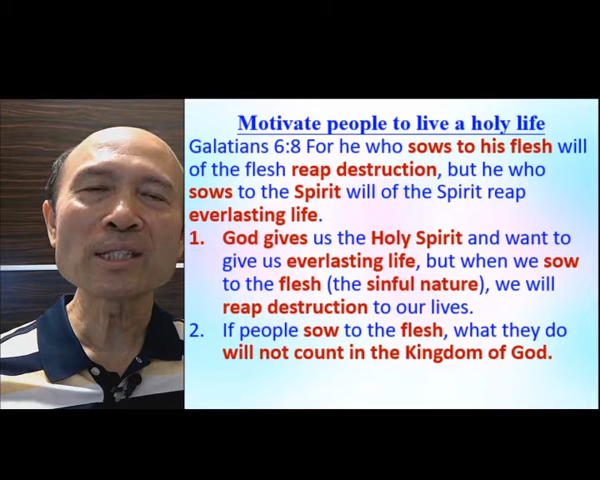 Motivate people to live a holy life
Galatians 6:8 For he who sows to his flesh will
of the flesh reap destruction, but he who
sows to the Spirit will of the Spirit reap
everlasting life.
1. God gives us the Holy Spirit and want to
give us everlasting life, but when we sow
to the flesh (the sinful nature), we will
reap destruction to our lives.
2. If people sow to the flesh, what they do
will not count in the Kingdom of God.